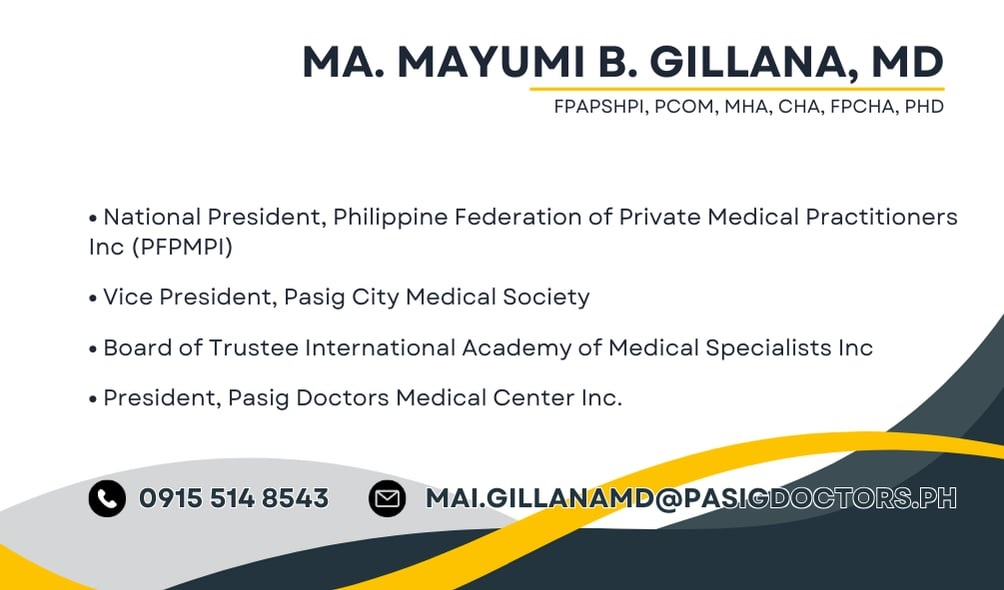 MA. MAYUMI B. GILLANA, MD
FPAPSHPI, PCOM, MHA, CHA, FPCHA, PHD
• National President, Philippine Federation of Private Medical Practitioners
Inc (PFPMPI)
• Vice President, Pasig City Medical Society
• Board of Trustee International Academy of Medical Specialists Inc
• President, Pasig Doctors Medical Center Inc.
0915 514 8543 MAI.GILLANAMD@PASIGDOCTORS.PH